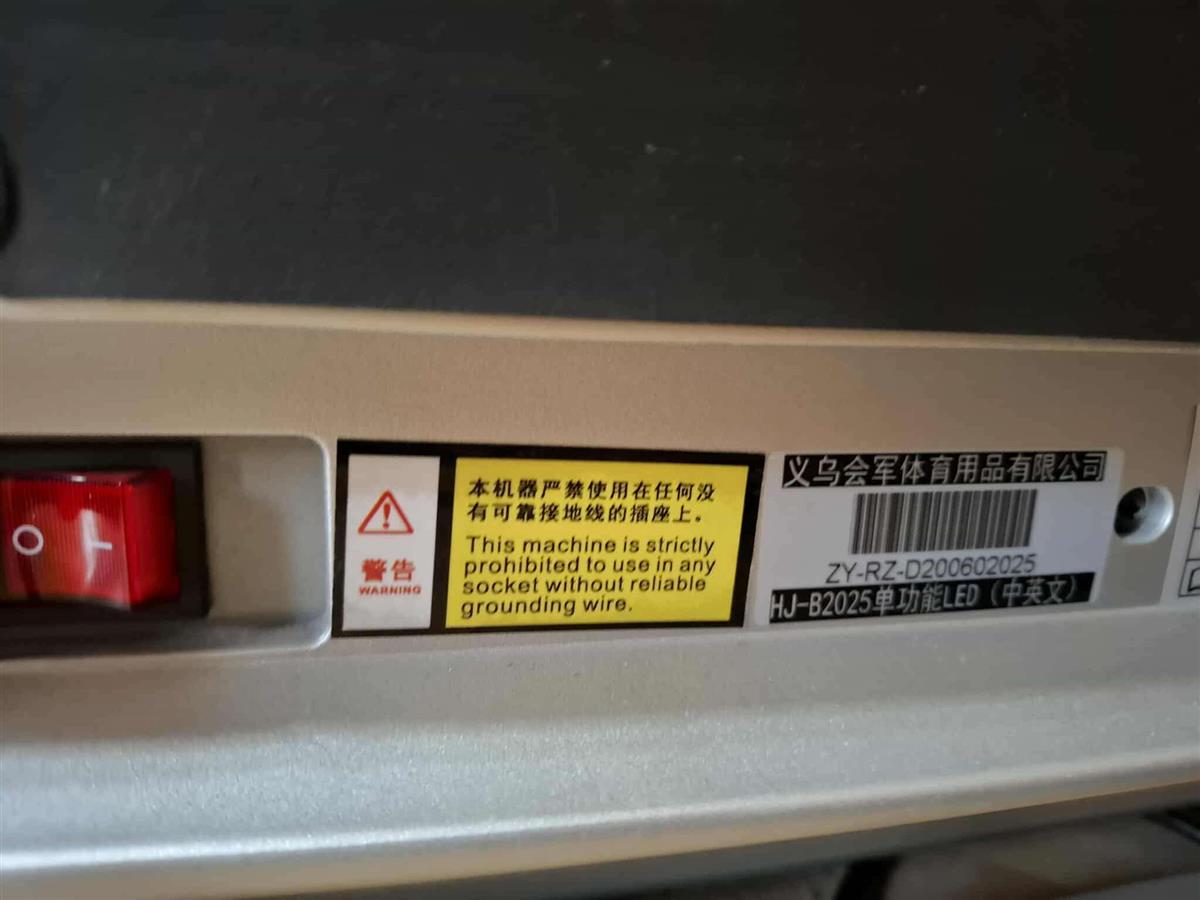 警告
WARNING
本机器严禁使用在任何没
有可靠接地线的插座上。
This machine is strictly
prohibited to use in any
socket without reliable
grounding wire.
义乌会军体育用品有限公司
ZY-RZ-D200602025
HJ-B2025单功能LED（中英文）